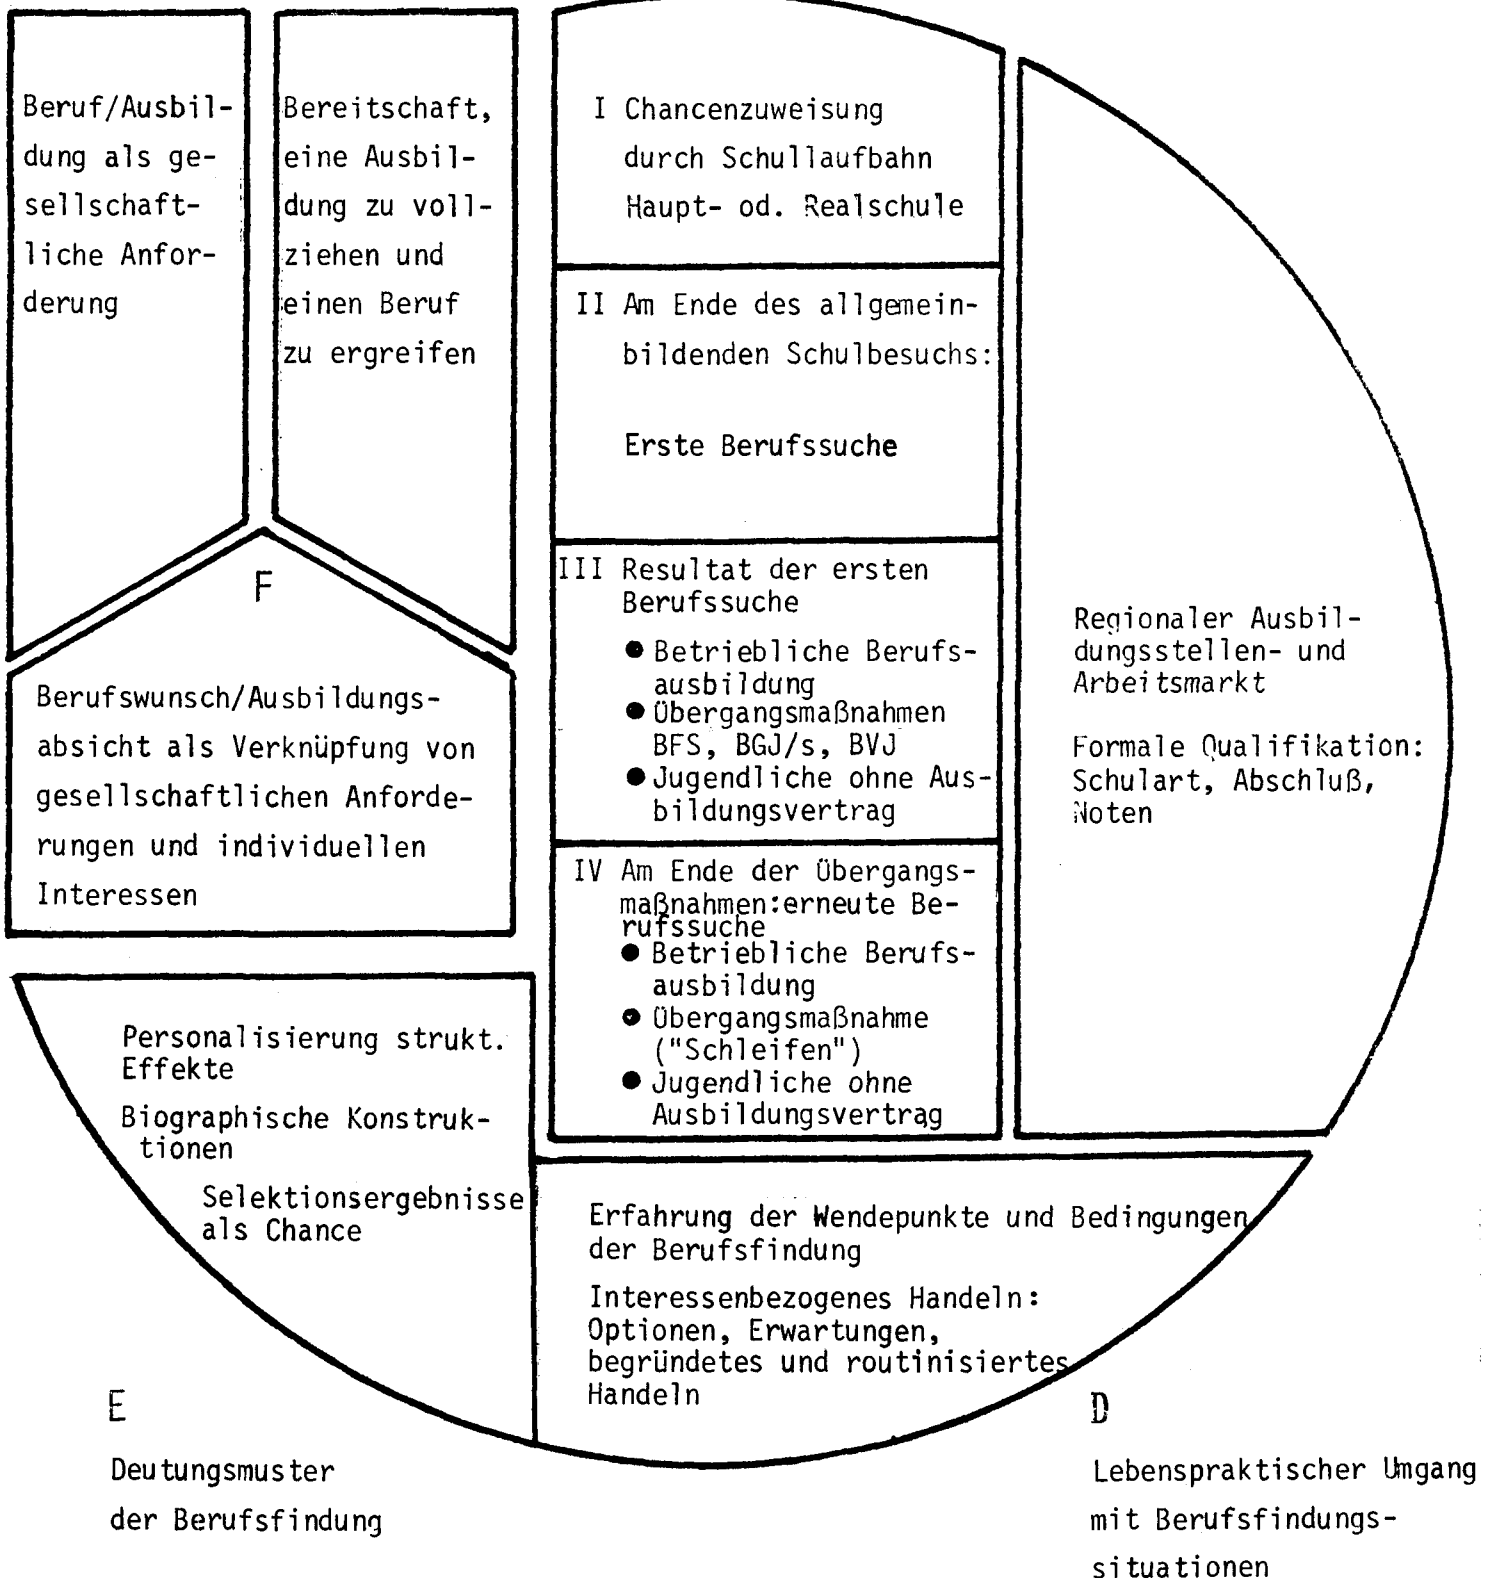 Beruf/Ausbil-
dung als ge-
sellschaft-
liche Anfor-
derung
Bereitschaft,
eine Ausbil-
dung zu voll-
ziehen und
einen Beruf
zu ergreifen
F
Berufswunsch/Ausbildungs-
absicht als Verknüpfung von
gesellschaftlichen Anforde-
rungen und individuellen
Interessen
I Chancenzuweisung
durch Schullaufbahn
Haupt- od. Realschule
II Am Ende des allgemein-
bildenden Schulbesuchs:
Erste Berufssuche
III Resultat der ersten
Berufssuche
● Betriebliche Berufs-
ausbildung
● Übergangsmaßnahmen
BFS, BGJ/s, BVJ
● Jugendliche ohne Aus-
bildungsvertrag
IV Am Ende der Übergangs-
maßnahmen:erneute Be-
rufssuche
● Betriebliche Berufs-
ausbildung
● Übergangsmaßnahme
("Schleifen")
● Jugendliche ohne
Ausbildungsvertrag
Regionaler Ausbil-
dungsstellen- und
Arbeitsmarkt
Formale Qualifikation:
Schulart, Abschluß,
Noten
Personalisierung strukt.
Effekte
Biographische Konstruk-
tionen
Selektionsergebnisse
als Chance
Erfahrung der Wendepunkte und Bedingungen
der Berufsfindung
Interessenbezogenes Handeln:
Optionen, Erwartungen,
begründetes und routinisiertes
Handeln
E
Deutungsmuster
der Berufsfindung
D
Lebenspraktischer Umgang
mit Berufsfindungs-
situationen